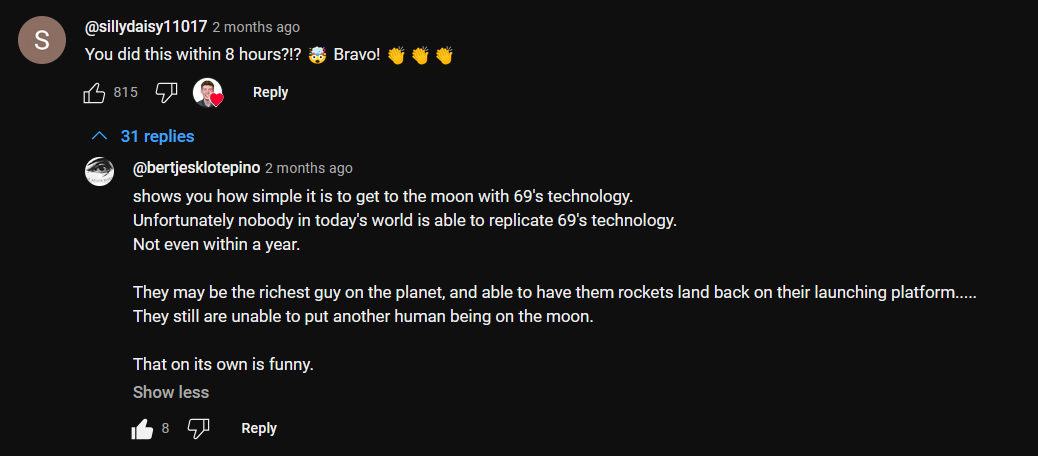 S
@sillydaisy11017 2 months ago
You did this within 8 hours?!? 🤯 Bravo! 👏 👏 👏
815 Reply
31 replies
@bertjesklotepino 2 months ago
shows you how simple it is to get to the moon with 69's technology.
Unfortunately nobody in today's world is able to replicate 69's technology.
Not even within a year.
They may be the richest guy on the planet, and able to have them rockets land back on their launching platform.....
They still are unable to put another human being on the moon.
That on its own is funny.
Show less
8 Reply